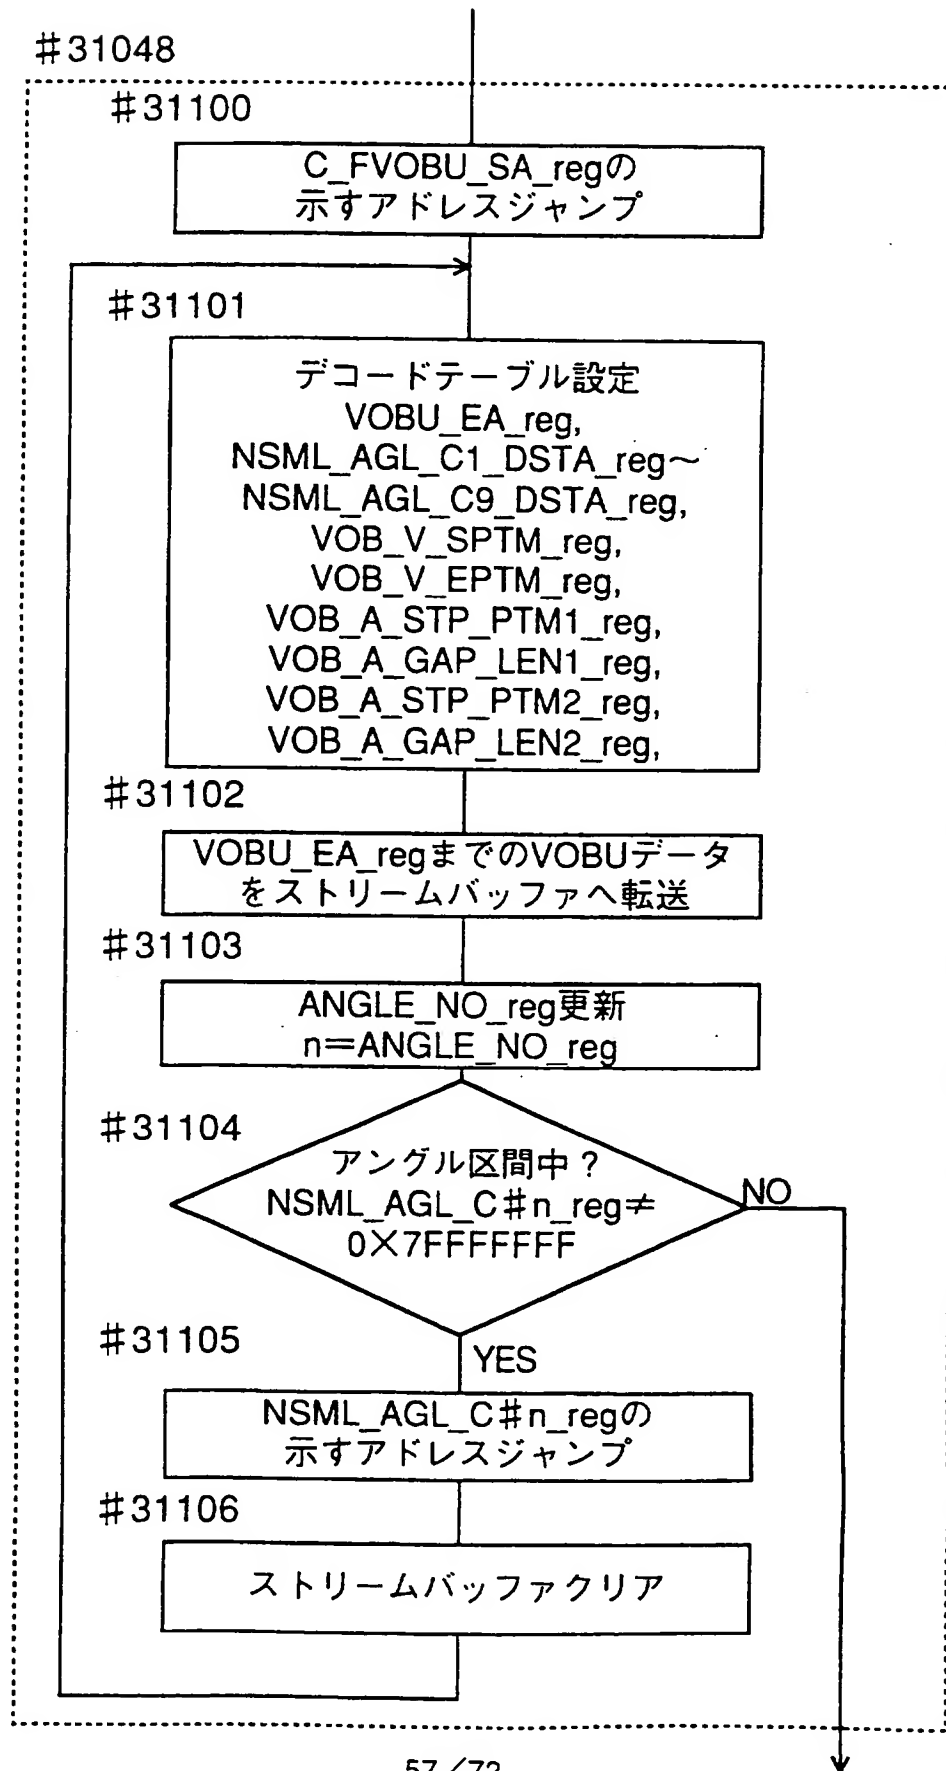 #31048
#31100
C_FVOBU_SA_regの
示すアドレスジャンプ
#31101
デコードテーブル設定
VOBU_EA_reg,
NSML_AGL_C1_DSTA_reg〜
NSML_AGL_C9_DSTA_reg,
VOB_V_SPTM_reg,
VOB_V_EPTM_reg,
VOB_A_STP_PTM1_reg,
VOB_A_GAP_LEN1_reg,
VOB_A_STP_PTM2_reg,
VOB_A_GAP_LEN2_reg,
#31102
VOBU_EA_regまでのVOBUデータ
をストリームバッファへ転送
#31103
ANGLE_NO_reg更新
n=ANGLE_NO_reg
#31104
アングル区間中？
NSML_AGL_C#n_reg≠
0×7FFFFFFF
NO
#31105
YES
NSML_AGL_C#n_regの
示すアドレスジャンプ
#31106
ストリームバッファクリア
57/72